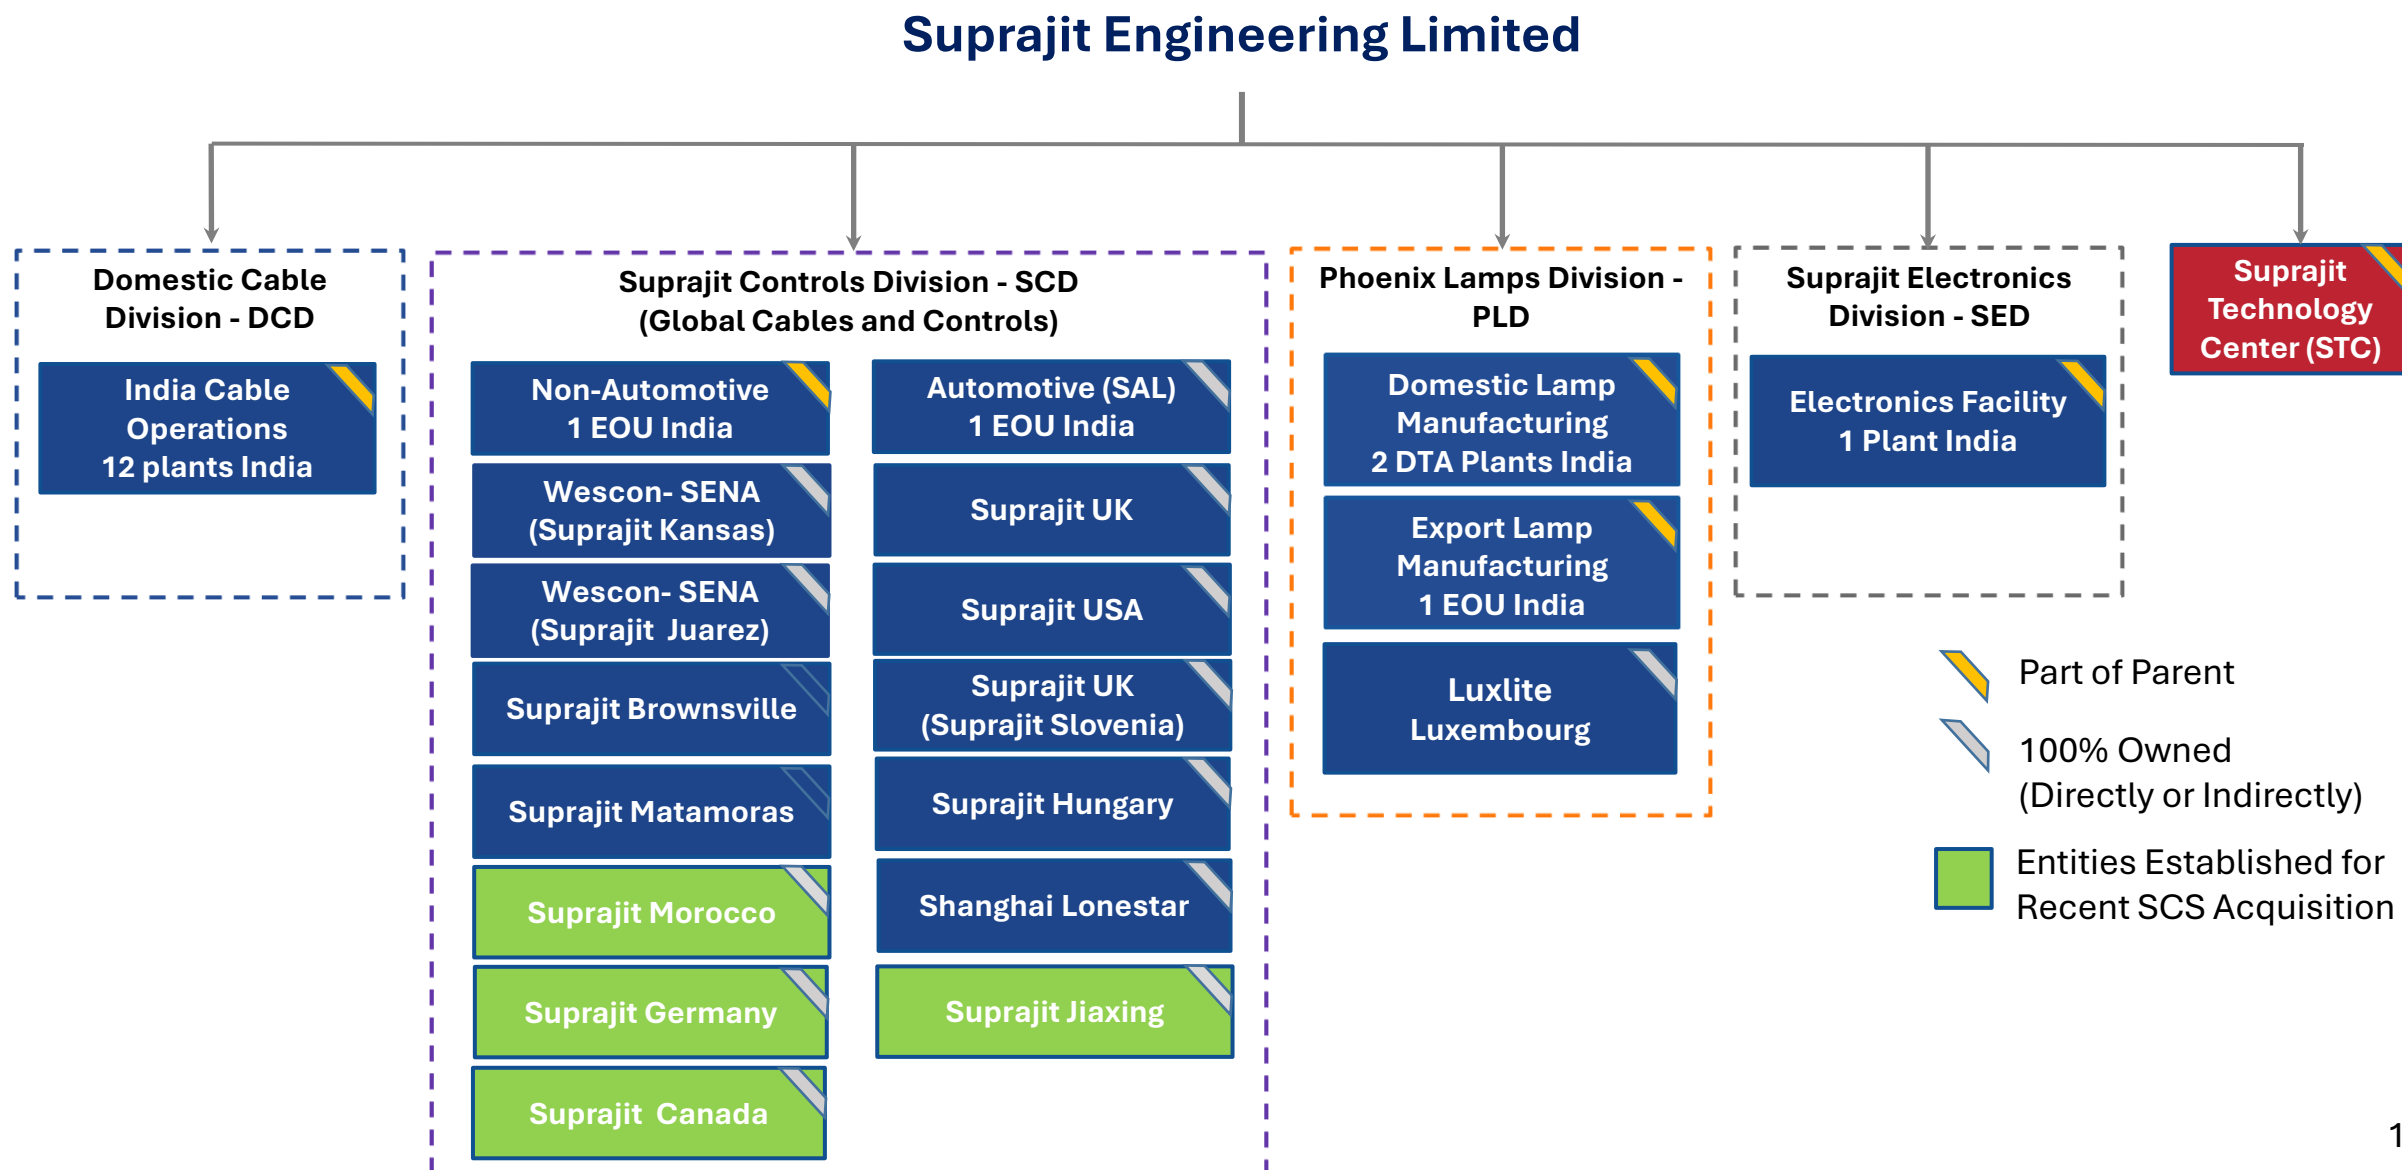 Suprajit Engineering Limited
Domestic Cable
Division - DCD
India Cable
Operations
12 plants India
Suprajit Controls Division - SCD
(Global Cables and Controls)
Non-Automotive
1 EOU India
Wescon- SENA
(Suprajit Kansas)
Wescon- SENA
(Suprajit  Juarez)
Suprajit Brownsville
Suprajit Matamoras
Suprajit Morocco
Suprajit Germany
Suprajit  Canada
Automotive (SAL)
1 EOU India
Suprajit UK
Suprajit USA
Suprajit UK
(Suprajit Slovenia)
Suprajit Hungary
Shanghai Lonestar
Suprajit Jiaxing
Phoenix Lamps Division -
PLD
Domestic Lamp
Manufacturing
2 DTA Plants India
Export Lamp
Manufacturing
1 EOU India
Luxlite
Luxembourg
Suprajit Electronics
Division - SED
Electronics Facility
1 Plant India
Suprajit
Technology
Center (STC)
Part of Parent
100% Owned
(Directly or Indirectly)
Entities Established for
Recent SCS Acquisition
1